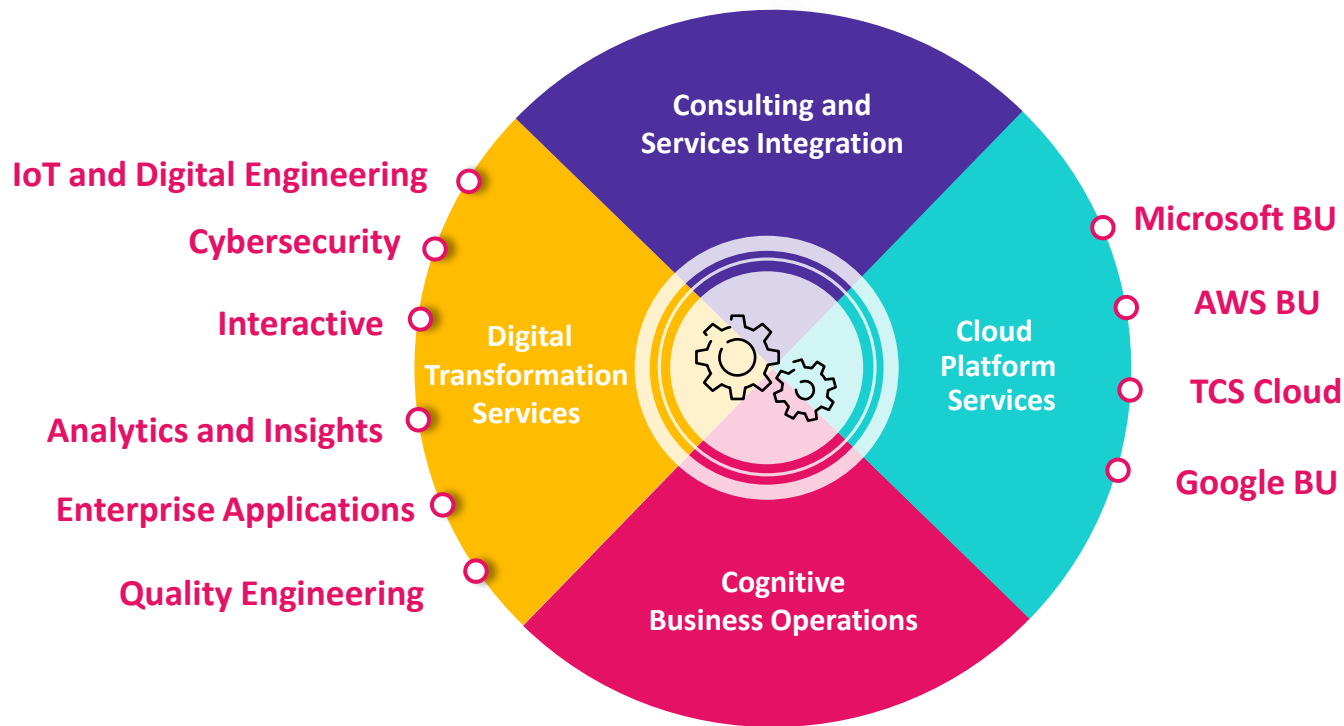 Consulting and
Services Integration
IoT and Digital Engineering
Cybersecurity
Interactive
Analytics and Insights
Enterprise Applications
Quality Engineering
Digital
Transformation
Services
Cloud
Platform
Services
Microsoft BU
AWS BU
TCS Cloud
Google BU
Cognitive
Business Operations